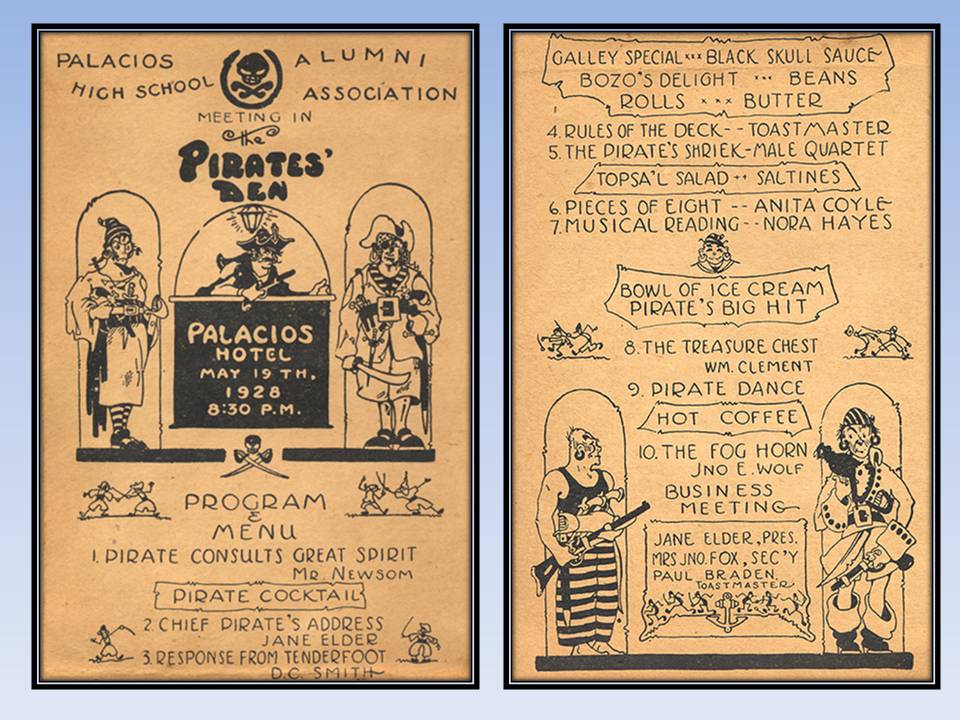 PALACIOS ALUMNI
HIGH SCHOOL ASSOCIATION
MEETING IN
the
PIRATES'
DEN
PALACIOS
HOTEL
MAY 19TH,
1928
8:30 P.M.
PROGRAM
&
MENU
1. PIRATE CONSULTS GREAT SPIRIT
MR. NEWSOM
PIRATE COCKTAIL
2. CHIEF PIRATE'S ADDRESS
JANE ELDER
3. RESPONSE FROM TENDERFOOT
D.C. SMITH
GALLEY SPECIAL xxx BLACK SKULL SAUCE
BOZO'S DELIGHT xxx BEANS
ROLLS x x x BUTTER
4. RULES OF THE DECK-- TOASTMASTER
5. THE PIRATE'S SHRIEK-MALE QUARTET
TOPSA'L SALAD ++ SALTINES
6. PIECES OF EIGHT -- ANITA COYLE
7. MUSICAL READING -- NORA HAYES
BOWL OF ICE CREAM
PIRATE'S BIG HIT
8. THE TREASURE CHEST
WM. CLEMENT
9. PIRATE DANCE
HOT COFFEE
10. THE FOG HORN
JNO E. WOLF
BUSINESS
MEETING
JANE ELDER, PRES.
MRS JNO. FOX, SEC'Y
PAUL BRADEN,
TOASTMASTER